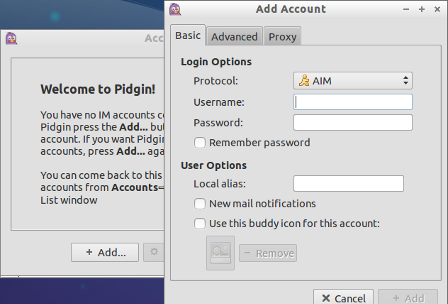 Acc
Welcome to Pidgin!
You have no IM accounts c
Pidgin press the Add... but
account. If you want Pidgin
accounts, press Add... aga
You can come back to this
accounts from Accounts=
List window
+ Add...
Add Account
Basic
Advanced
Proxy
Login Options
Protocol:
AIM
Username:
Password:
Remember password
User Options
Local alias:
New mail notifications
Use this buddy icon for this account:
Remove
Cancel
+ Add